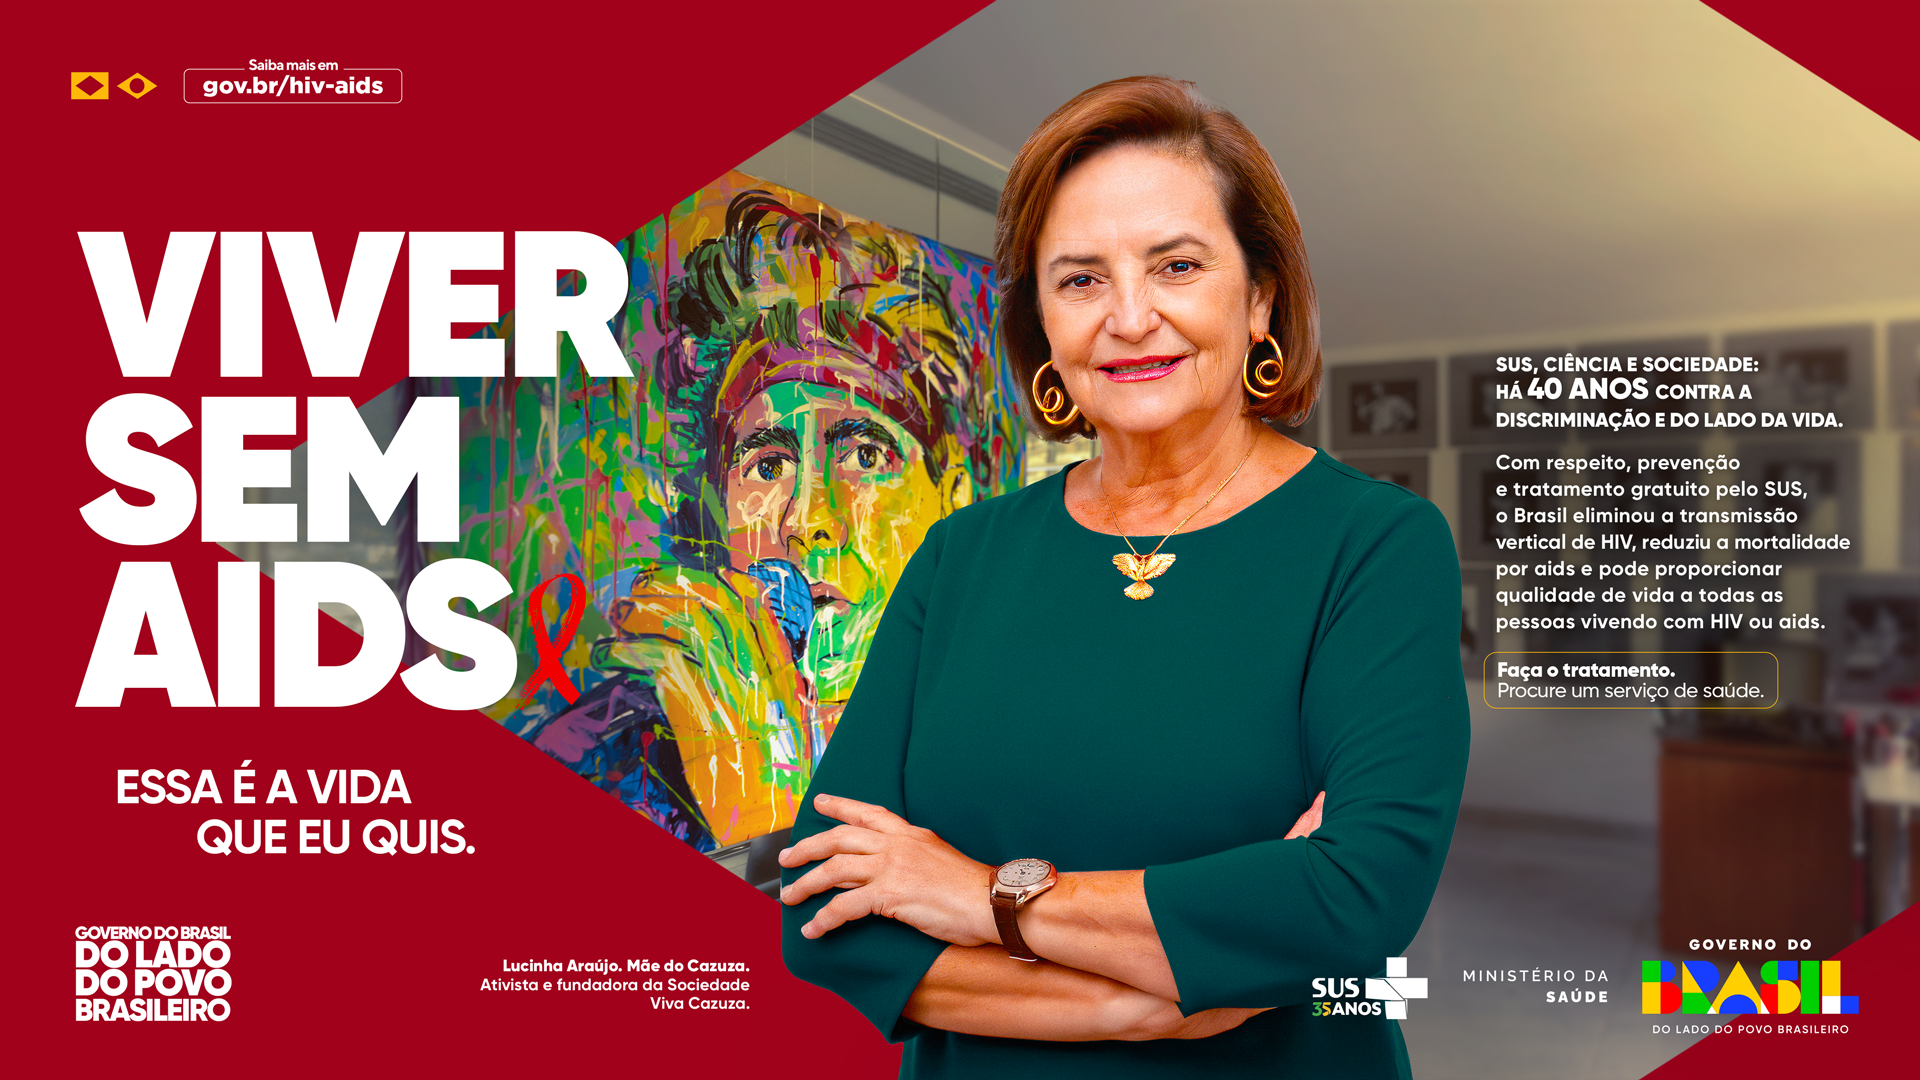 Saiba mais em
gov.br/hiv-aids
VIVER
SEM
AIDS
ESSA É A VIDA
QUE EU QUIS.
GOVERNO DO BRASIL
DO LADO
DO POVO
BRASILEIRO
Lucinha Araújo. Mãe do Cazuza.
Ativista e fundadora da Sociedade
Viva Cazuza.
SUS, CIÊNCIA E SOCIEDADE:
HÁ 40 ANOS CONTRA A
DISCRIMINAÇÃO E DO LADO DA VIDA.
Com respeito, prevenção
e tratamento gratuito pelo SUS,
o Brasil eliminou a transmissão
vertical de HIV, reduziu a mortalidade
por aids e pode proporcionar
qualidade de vida a todas as
pessoas vivendo com HIV ou aids.
Faça o tratamento.
Procure um serviço de saúde.
SUS
35 ANOS
MINISTÉRIO DA
SAÚDE
GOVERNO DO
BRASIL
DO LADO DO POVO BRASILEIRO